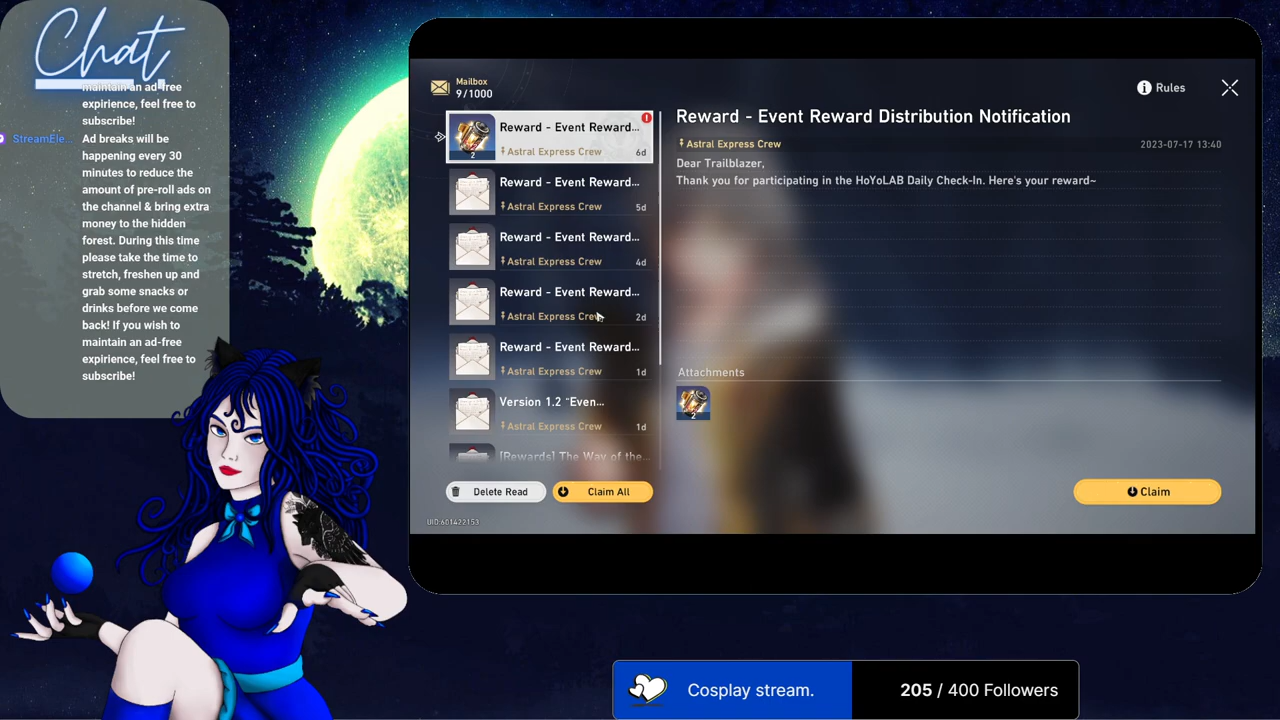 Chat
maintain an ad-free
expirience, feel free to
subscribe!
StreamEle...
Ad breaks will be
happening every 30
minutes to reduce the
amount of pre-roll ads on
the channel & bring extra
money to the hidden
forest. During this time
please take the time to
stretch, freshen up and
grab some snacks or
drinks before we come
back! If you wish to
maintain an ad-free
expirience, feel free to
subscribe!
Mailbox
9/1000
Rules
Reward - Event Reward...
Astral Express Crew
6d
2
Reward - Event Reward...
Astral Express Crew
5d
Reward - Event Reward...
Astral Express Crew
4d
Reward - Event Reward...
Astral Express Crew
2d
Reward - Event Reward...
Astral Express Crew
1d
Version 1.2 "Even...
Astral Express Crew
1d
[Rewards] The Way of the...
Delete Read
Claim All
UID:601422153
Reward - Event Reward Distribution Notification
Astral Express Crew
2023-07-17 13:40
Dear Trailblazer,
Thank you for participating in the HoYoLAB Daily Check-In. Here's your reward~
Attachments
2
Claim
Cosplay stream.
205 / 400 Followers